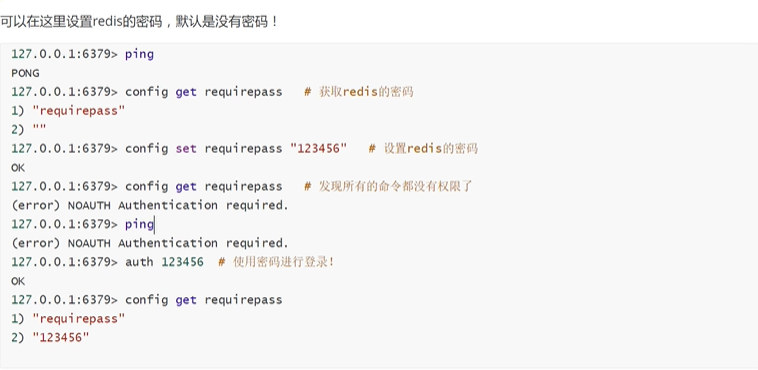 可以在这里设置redis的密码，默认是没有密码！
127.0.0.1:6379> ping
PONG
127.0.0.1:6379> config get requirepass   # 获取redis的密码
1) "requirepass"
2) ""
127.0.0.1:6379> config set requirepass "123456"   # 设置redis的密码
OK
127.0.0.1:6379> config get requirepass   # 发现所有的命令都没有权限了
(error) NOAUTH Authentication required.
127.0.0.1:6379> ping
(error) NOAUTH Authentication required.
127.0.0.1:6379> auth 123456  # 使用密码进行登录！
OK
127.0.0.1:6379> config get requirepass
1) "requirepass"
2) "123456"